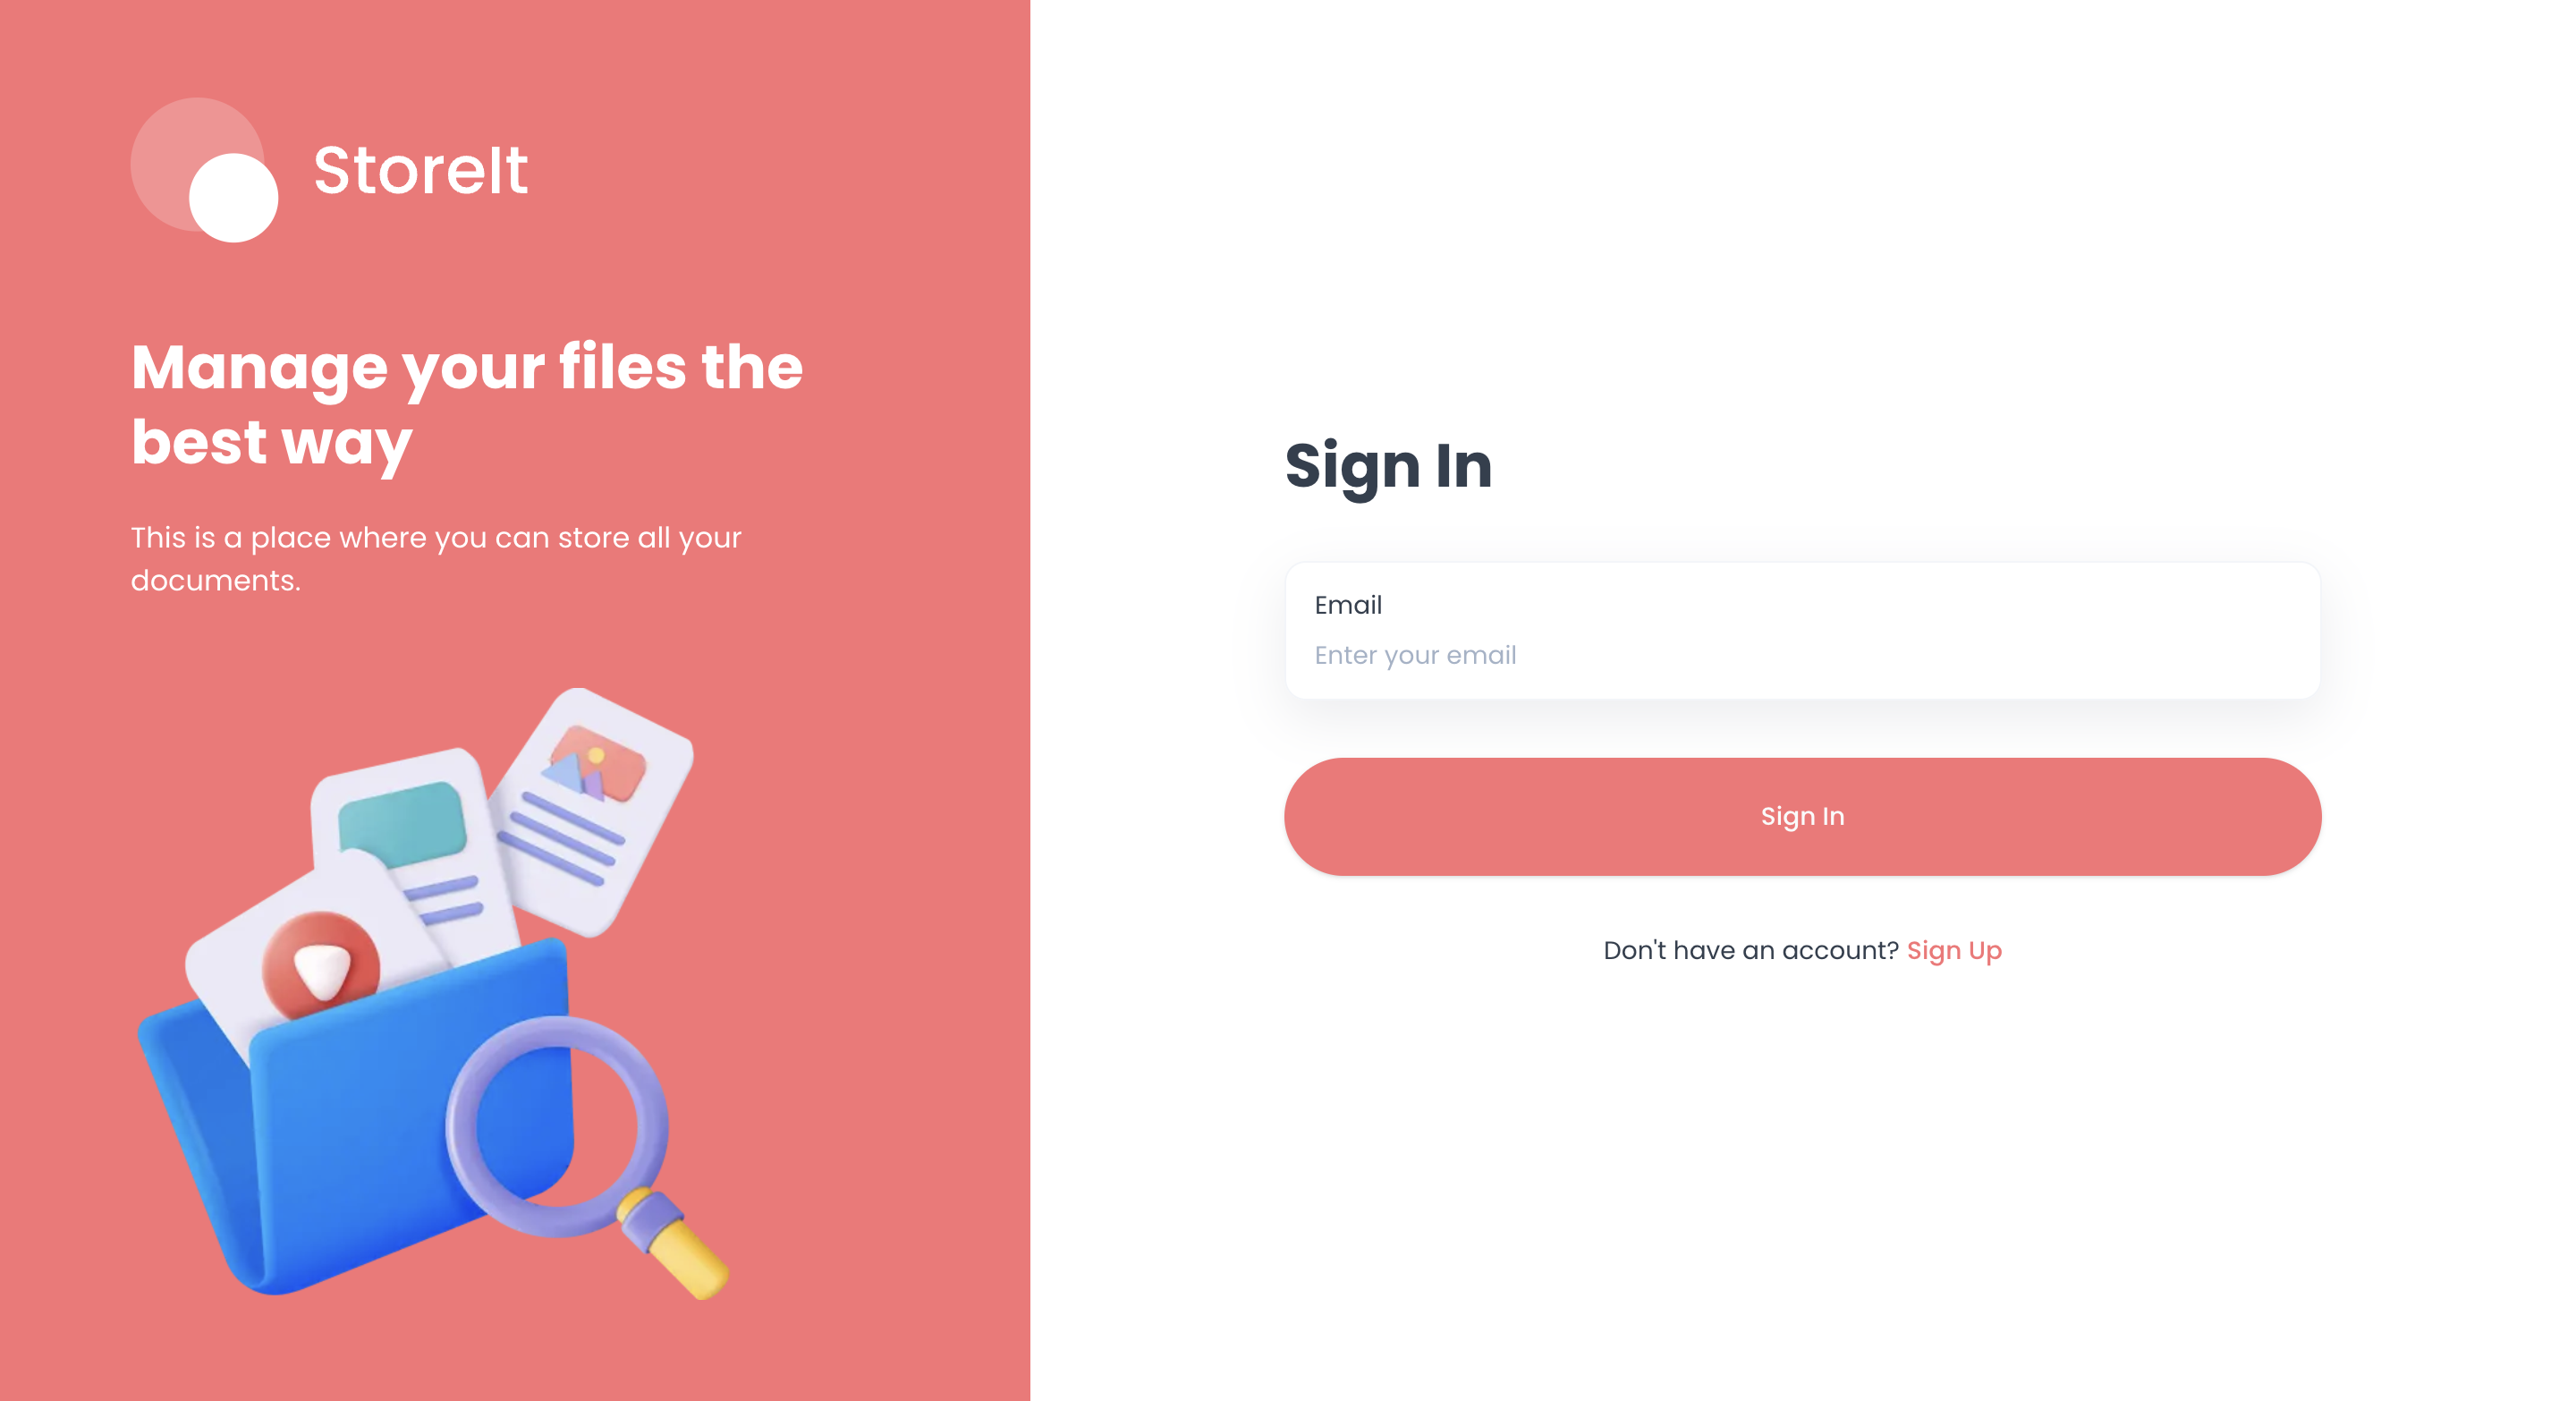 StoreIt
Manage your files the
best way
This is a place where you can store all your
documents.
Sign In
Email
Enter your email
Sign In
Don't have an account? Sign Up